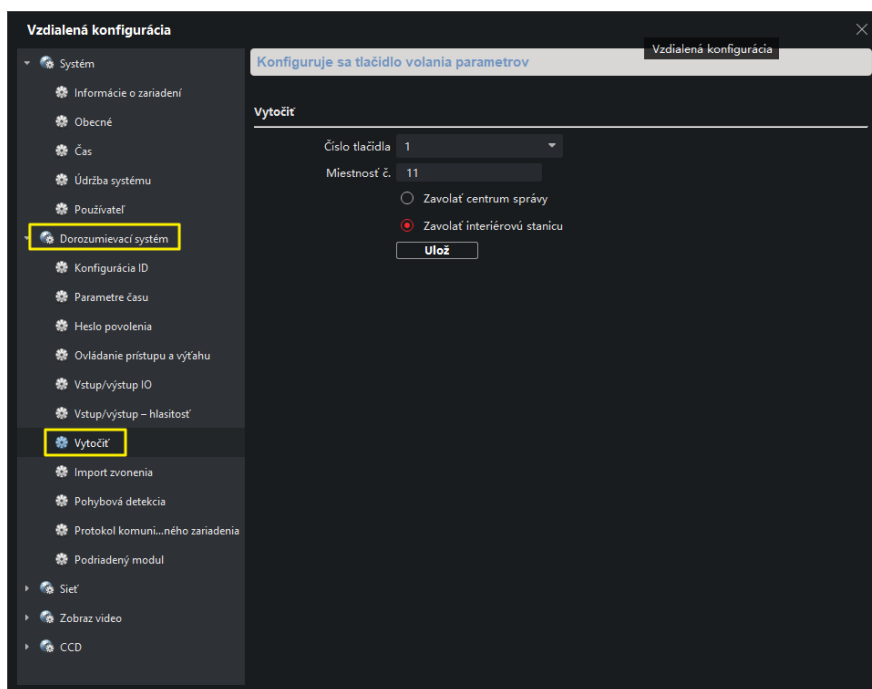 Vzdialená konfigurácia
Systém
Informácie o zariadení
Obecné
Čas
Údržba systému
Používateľ
Dorozumievací systém
Konfigurácia ID
Parametre času
Heslo povolenia
Ovládanie prístupu a výťahu
Vstup/výstup IO
Vstup/výstup – hlasitosť
Vytočiť
Import zvonenia
Pohybová detekcia
Protokol komuni...ného zariadenia
Podriadený modul
Sieť
Zobraz video
CCD
Konfiguruje sa tlačidlo volania parametrov
Vzdialená konfigurácia
Vytočiť
Číslo tlačidla 1
Miestnosť č. 11
Zavolať centrum správy
Zavolať interiérovú stanicu
Ulož